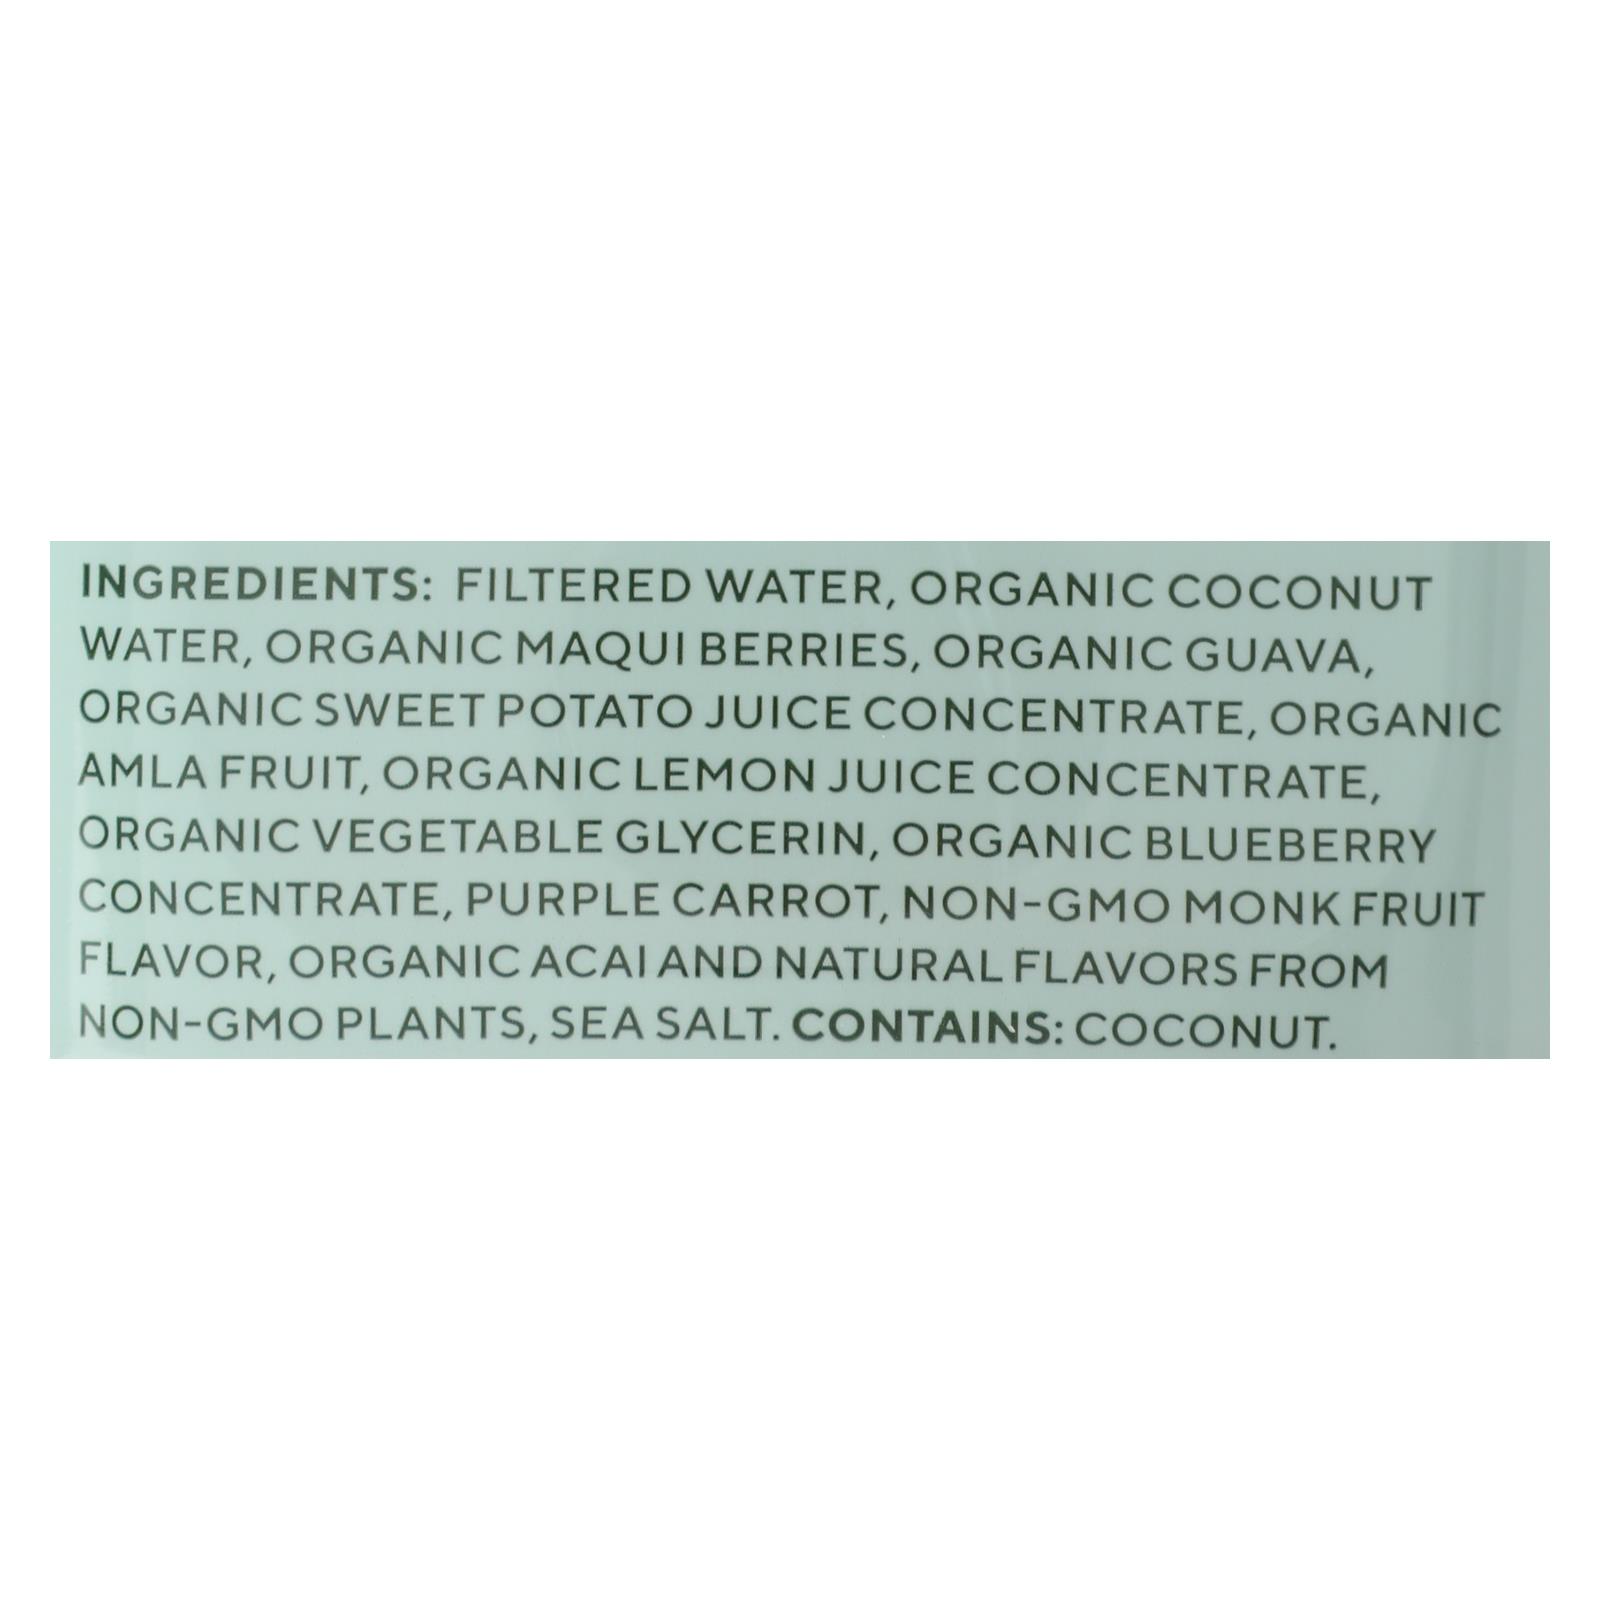 INGREDIENTS: FILTERED WATER, ORGANIC COCONUT
WATER, ORGANIC MAQUI BERRIES, ORGANIC GUAVA,
ORGANIC SWEET POTATO JUICE CONCENTRATE, ORGANIC
AMLA FRUIT, ORGANIC LEMON JUICE CONCENTRATE,
ORGANIC VEGETABLE GLYCERIN, ORGANIC BLUEBERRY
CONCENTRATE, PURPLE CARROT, NON-GMO MONK FRUIT
FLAVOR, ORGANIC ACAI AND NATURAL FLAVORS FROM
NON-GMO PLANTS, SEA SALT. CONTAINS: COCONUT.